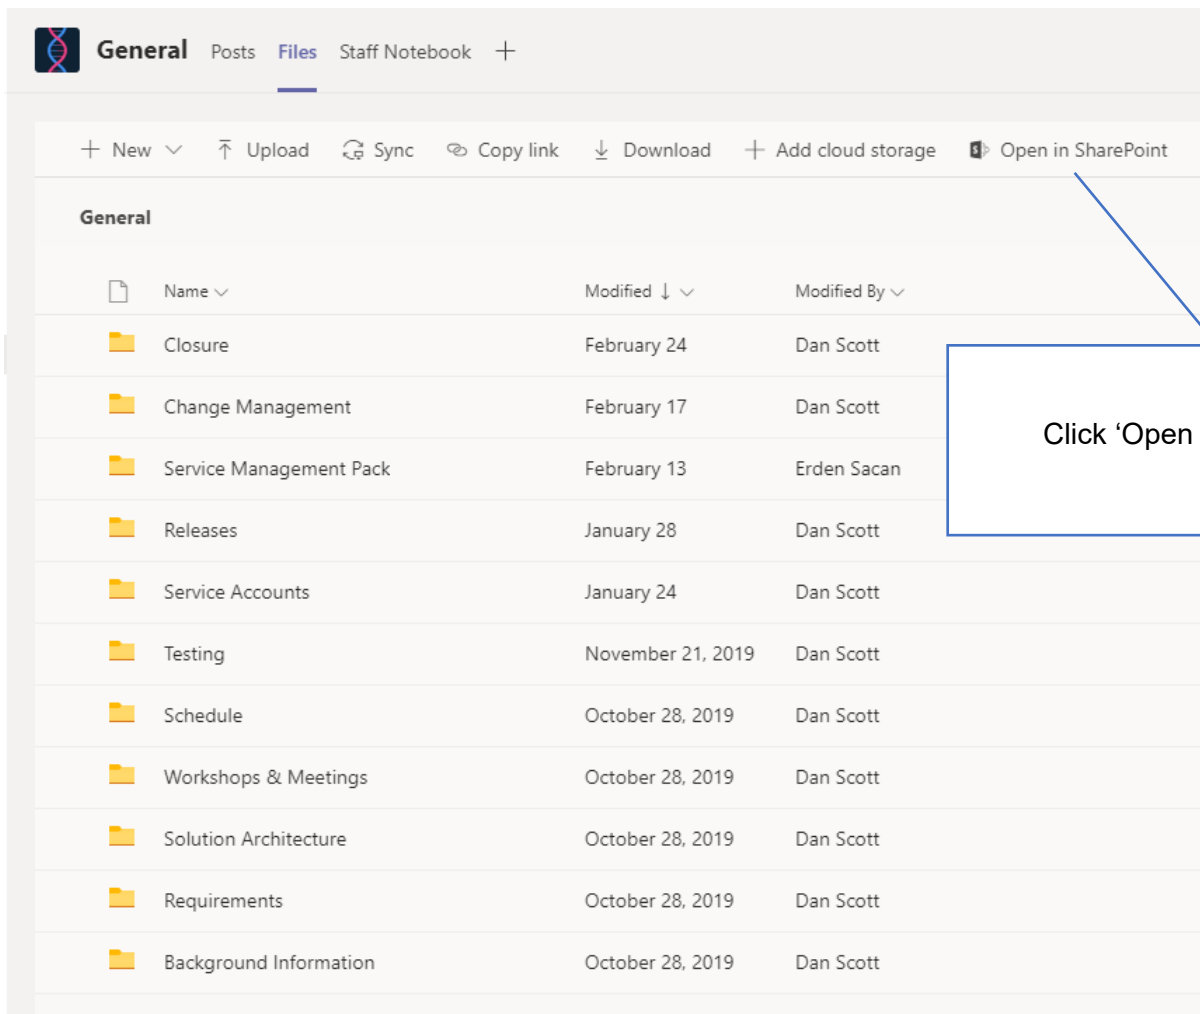 General Posts Files Staff Notebook
New Upload Sync Copy link Download Add cloud storage Open in SharePoint
General
Name Modified Modified By
Closure February 24 Dan Scott
Change Management February 17 Dan Scott
Click ‘Open
Service Management Pack February 13 Erden Sacan
Releases January 28 Dan Scott
Service Accounts January 24 Dan Scott
Testing November 21, 2019 Dan Scott
Schedule October 28, 2019 Dan Scott
Workshops & Meetings October 28, 2019 Dan Scott
Solution Architecture October 28, 2019 Dan Scott
Requirements October 28, 2019 Dan Scott
Background Information October 28, 2019 Dan Scott